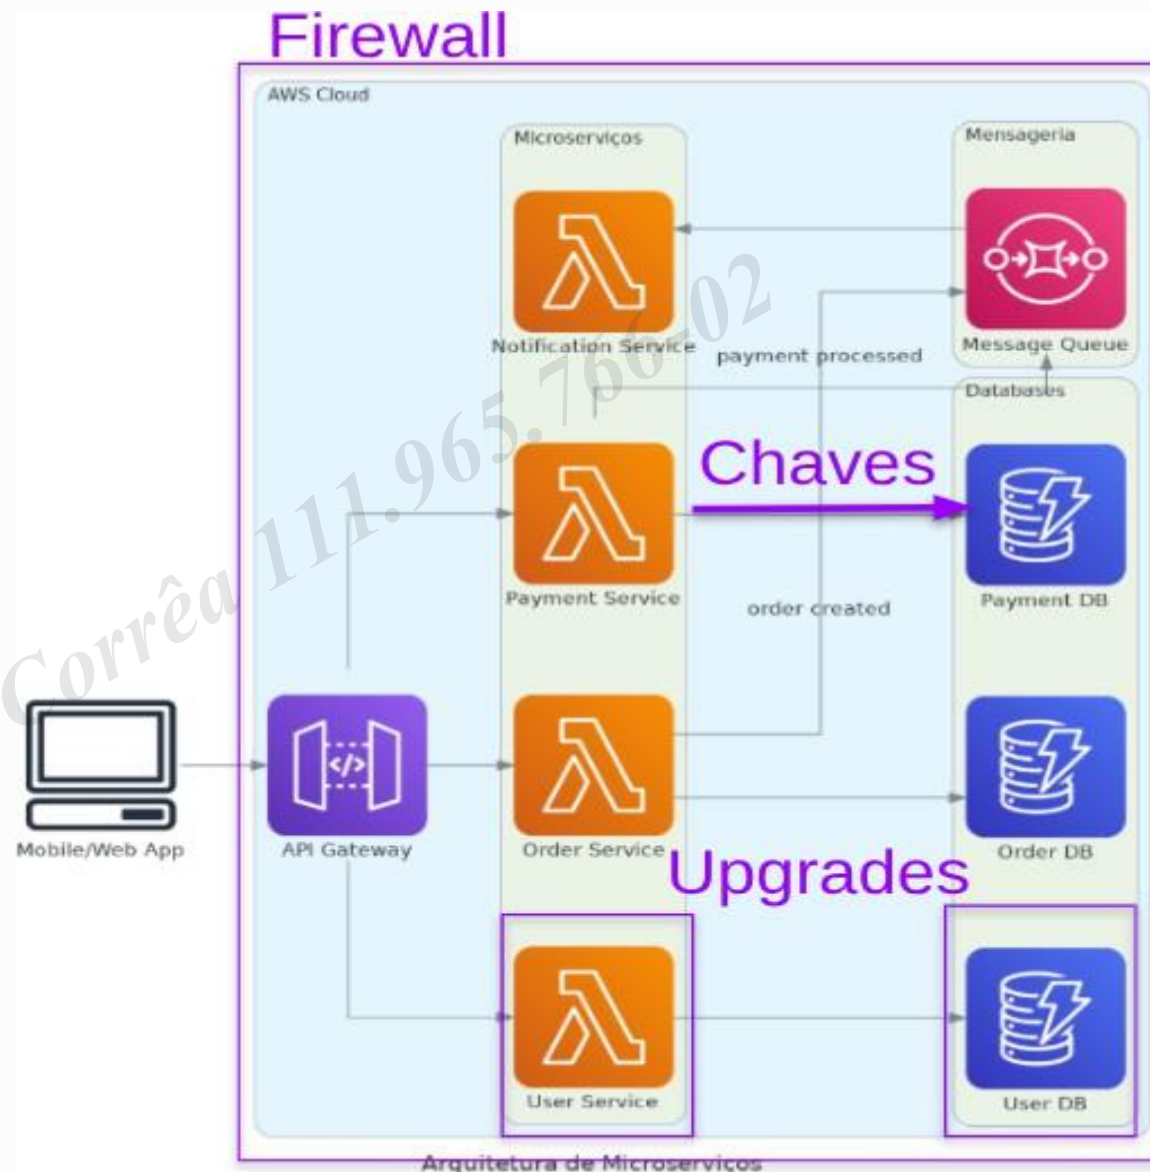 Firewall
AWS Cloud
Microserviços
Mensageria
Notification Service
Message Queue
payment processed
Databases
Chaves
Payment Service
Payment DB
order created
Mobile/Web App
API Gateway
Order Service
Order DB
Upgrades
User Service
User DB
Arquitetura de Microserviços
Corrêa 111.965.766-02